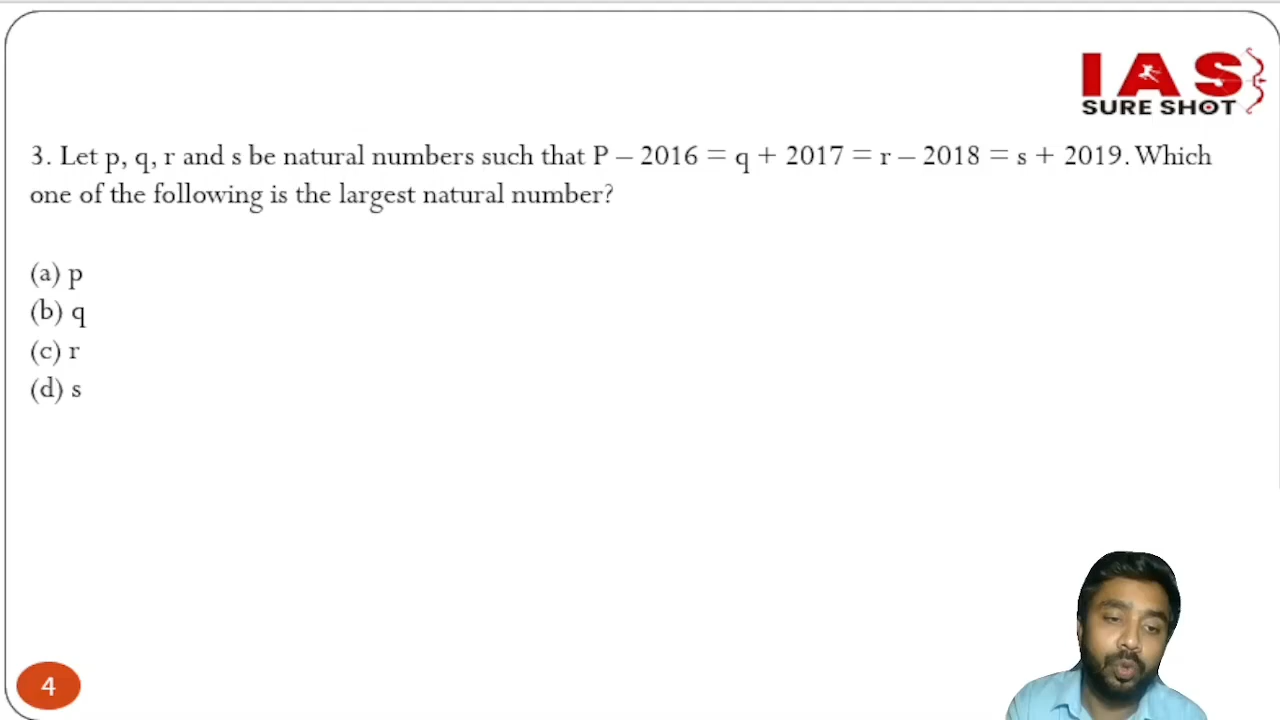 IAS
SURE SHOT
3. Let p, q, r and s be natural numbers such that P – 2016 = q + 2017 = r – 2018 = s + 2019. Which
one of the following is the largest natural number?
(a) p
(b) q
(c) r
(d) s
4